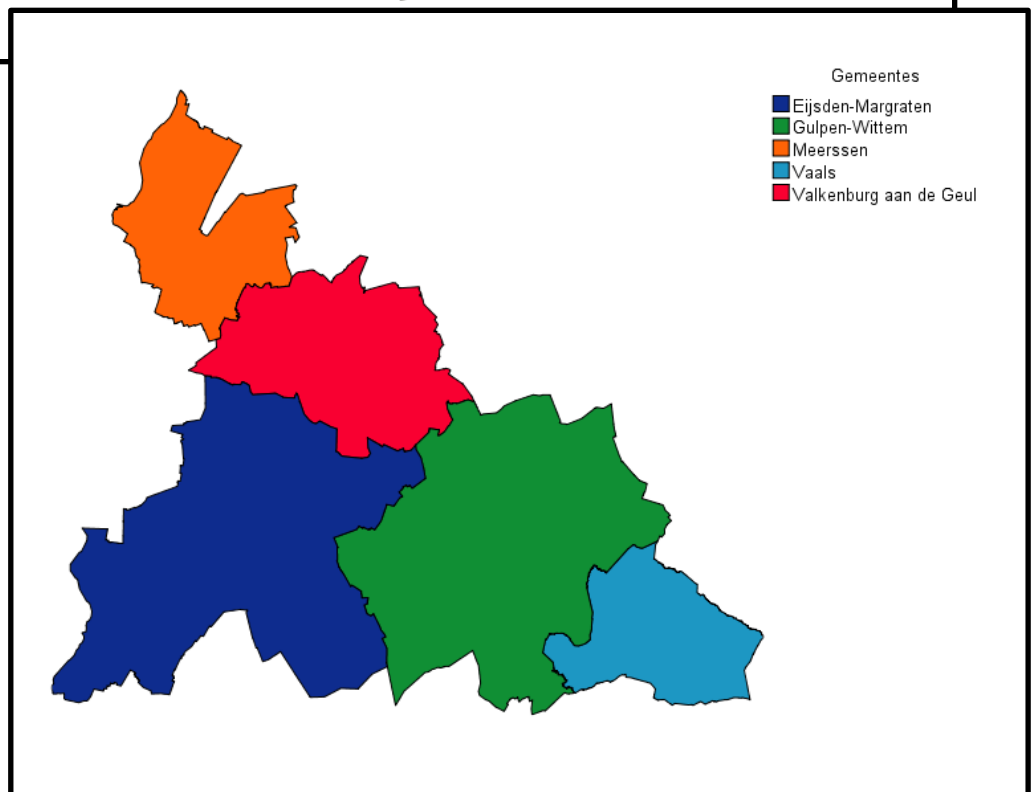 Gemeentes
Eijsden-Margraten
Gulpen-Wittem
Meerssen
Vaals
Valkenburg aan de Geul